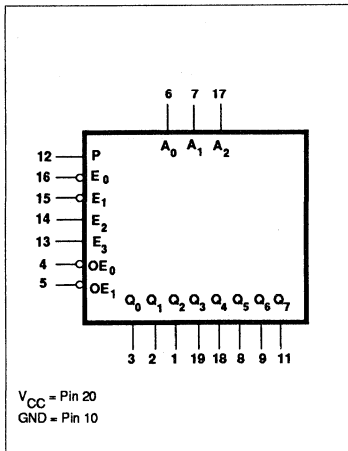 6 7 17
A0 A1 A2
12 P
16 E0
15 E1
14 E2
13 E3
4 OE0
5 OE1
Q0 Q1 Q2 Q3 Q4 Q5 Q6 Q7
3 2 1 19 18 8 9 11
VCC = Pin 20
GND = Pin 10